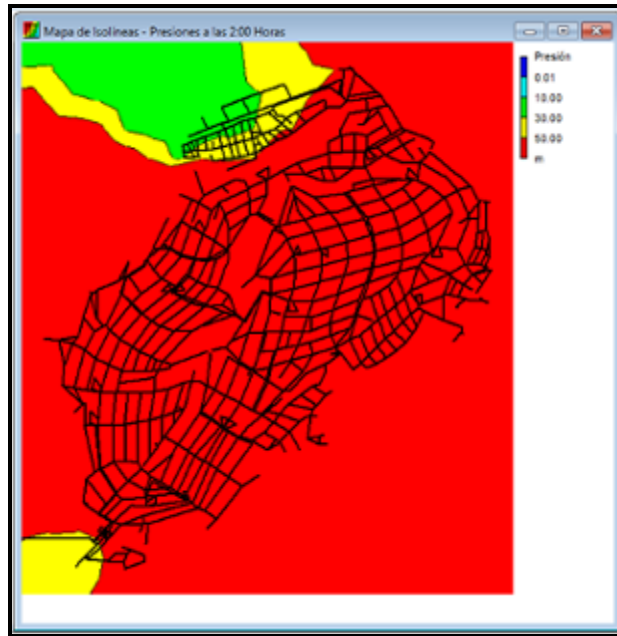 Mapa de Isolíneas - Presiones a las 2:00 Horas
Presión
0.01
10.00
30.00
50.00
m